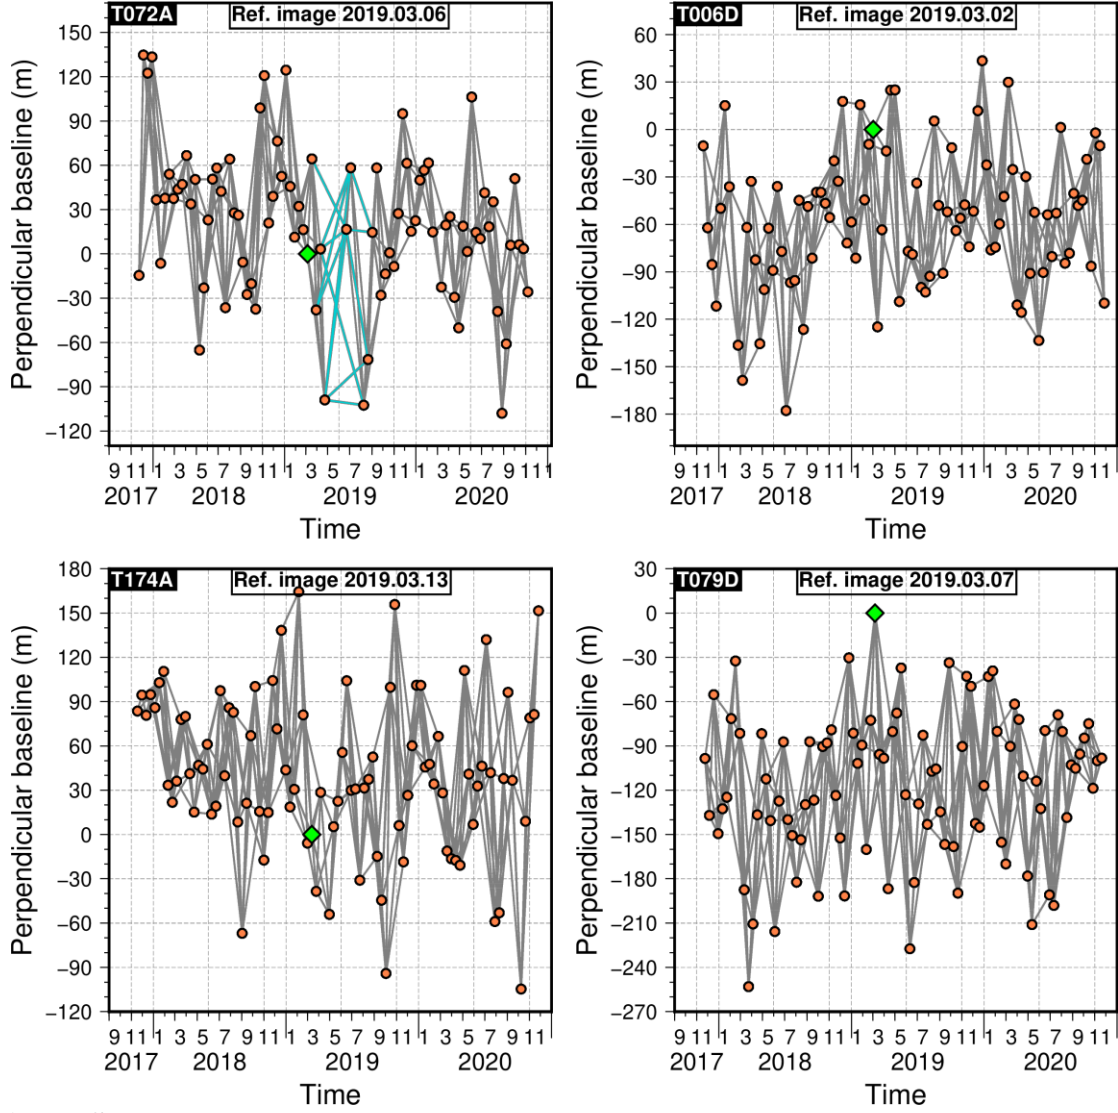 T072A
Ref. image 2019.03.06
150
120
90
60
30
0
−30
−60
−90
−120
Perpendicular baseline (m)
9 11 1 3 5 7 9 11 1 3 5 7 9 11 1 3 5 7 9 11 1
2017 2018 2019 2020
Time
T006D
Ref. image 2019.03.02
60
30
0
−30
−60
−90
−120
−150
−180
Perpendicular baseline (m)
9 11 1 3 5 7 9 11 1 3 5 7 9 11 1 3 5 7 9 11
2017 2018 2019 2020
Time
T174A
Ref. image 2019.03.13
180
150
120
90
60
30
0
−30
−60
−90
−120
Perpendicular baseline (m)
9 11 1 3 5 7 9 11 1 3 5 7 9 11 1 3 5 7 9 11
2017 2018 2019 2020
Time
T079D
Ref. image 2019.03.07
30
0
−30
−60
−90
−120
−150
−180
−210
−240
−270
Perpendicular baseline (m)
9 11 1 3 5 7 9 11 1 3 5 7 9 11 1 3 5 7 9 11
2017 2018 2019 2020
Time